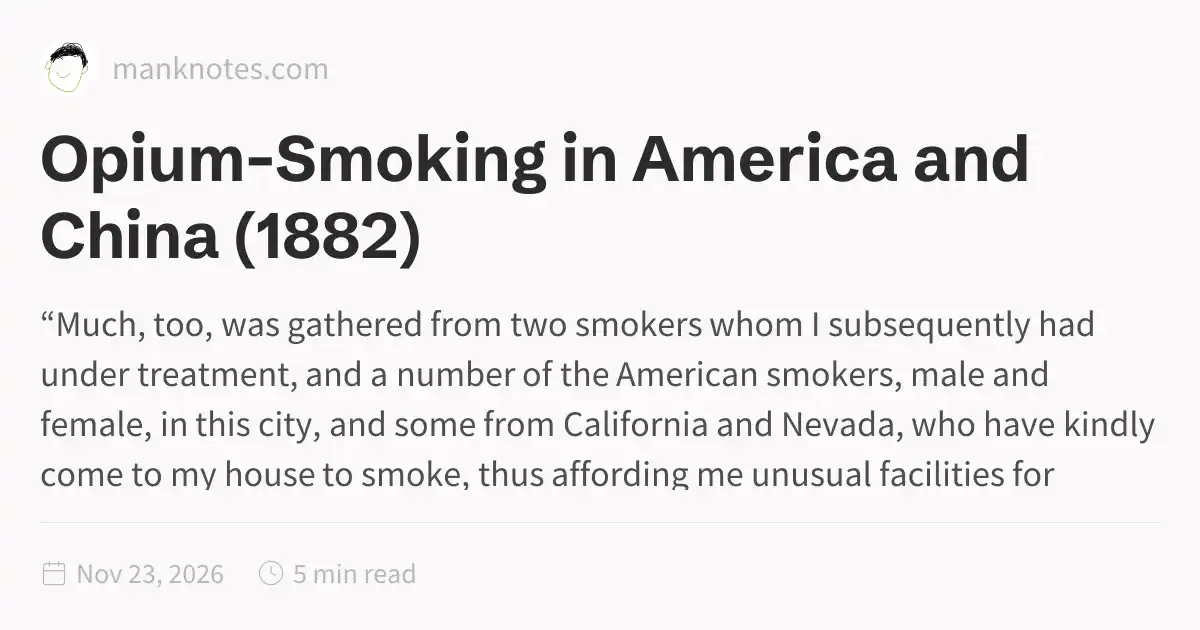 manknotes.com
Opium-Smoking in America and
China (1882)
“Much, too, was gathered from two smokers whom I subsequently had
under treatment, and a number of the American smokers, male and
female, in this city, and some from California and Nevada, who have kindly
come to my house to smoke, thus affording me unusual facilities for
Nov 23, 2026
5 min read